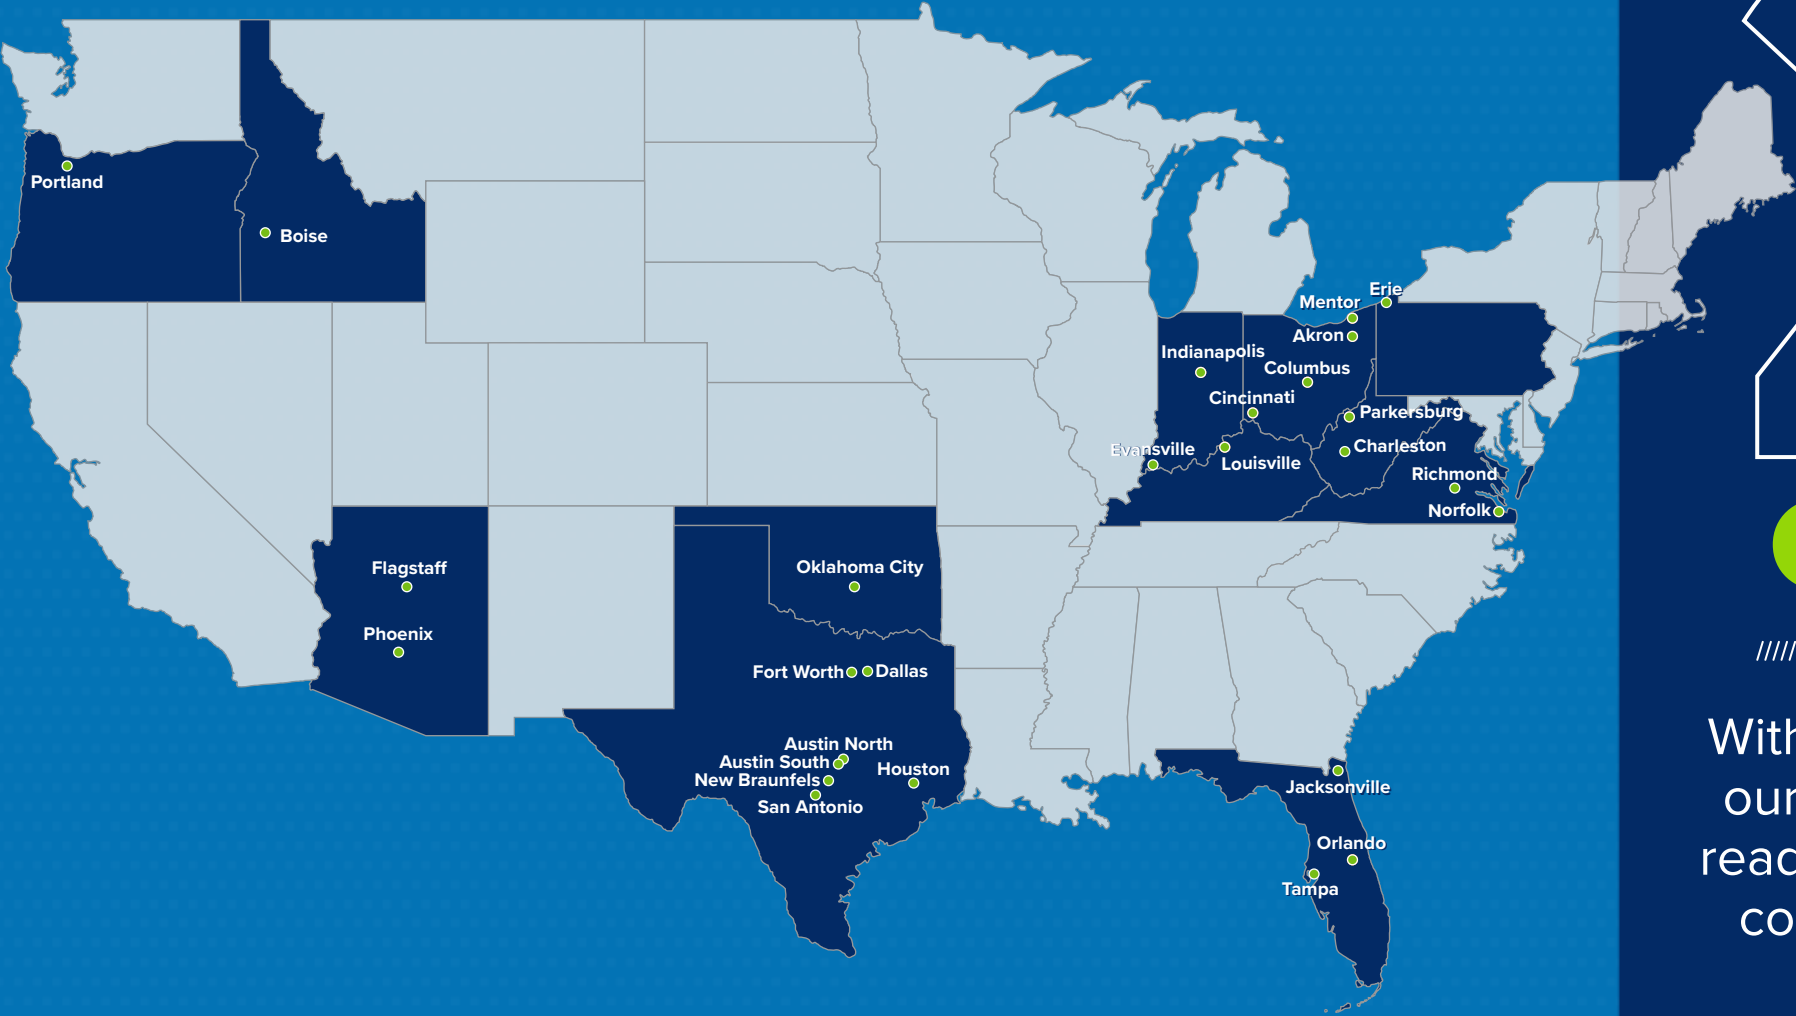 Portland
Boise
Erie
Mentor
Akron
Indianapolis
Columbus
Cincinnati
Parkersburg
Evansville
Charleston
Louisville
Richmond
Norfolk
Flagstaff
Oklahoma City
Phoenix
Fort Worth
Dallas
Austin North
Austin South
Houston
New Braunfels
San Antonio
Jacksonville
Orlando
Tampa
With
our
co